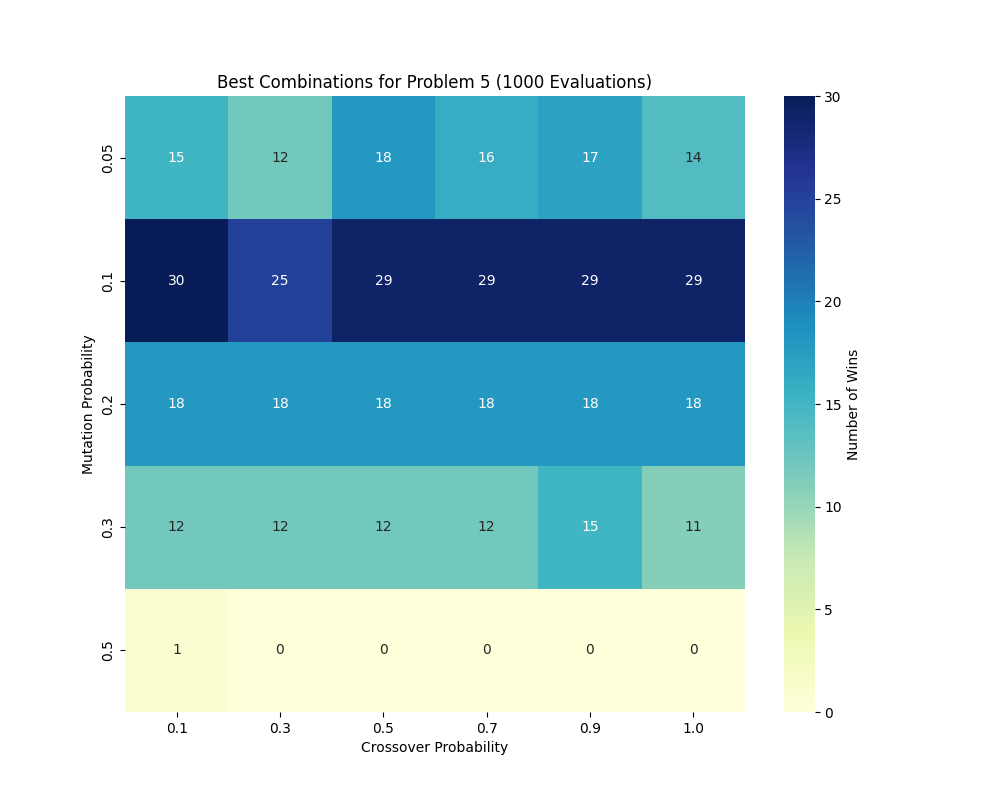 Best Combinations for Problem 5 (1000 Evaluations)
Mutation Probability
0.05 15 12 18 16 17 14
0.1 30 25 29 29 29 29
0.2 18 18 18 18 18 18
0.3 12 12 12 12 15 11
0.5 1 0 0 0 0 0
0.1 0.3 0.5 0.7 0.9 1.0
Crossover Probability
30
25
20
15
10
5
0
Number of Wins